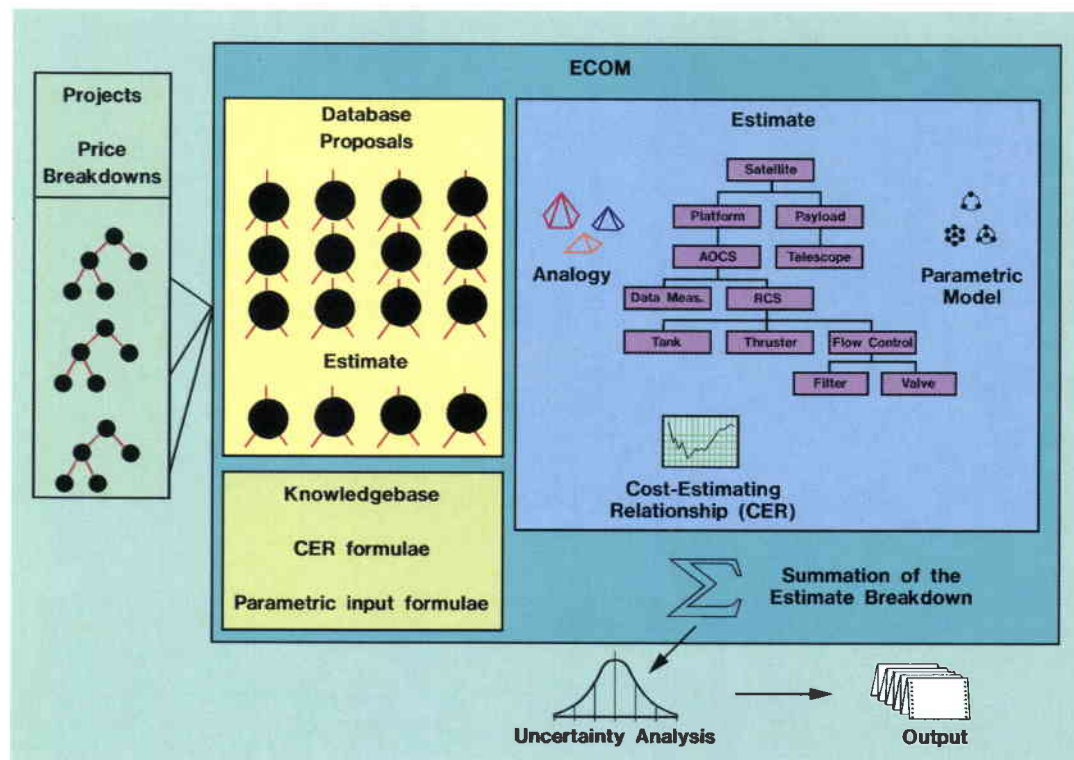 ECOM
Projects
Price
Breakdowns
Database
Proposals
Estimate
Knowledgebase
CER formulae
Parametric input formulae
Estimate
Satellite
Platform
Payload
AOCS
Telescope
Data Meas.
RCS
Tank
Thruster
Flow Control
Filter
Valve
Analogy
Parametric
Model
Cost-Estimating
Relationship (CER)
Σ
Summation of the
Estimate Breakdown
Uncertainty Analysis
Output